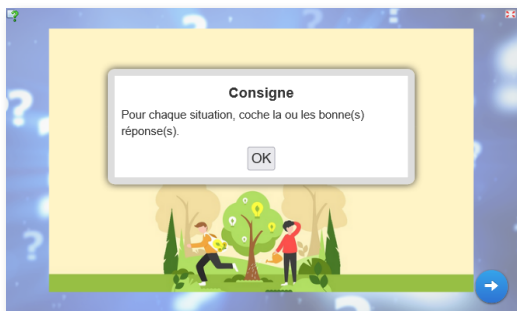 Consigne
Pour chaque situation, coche la ou les bonne(s)
réponse(s).
OK